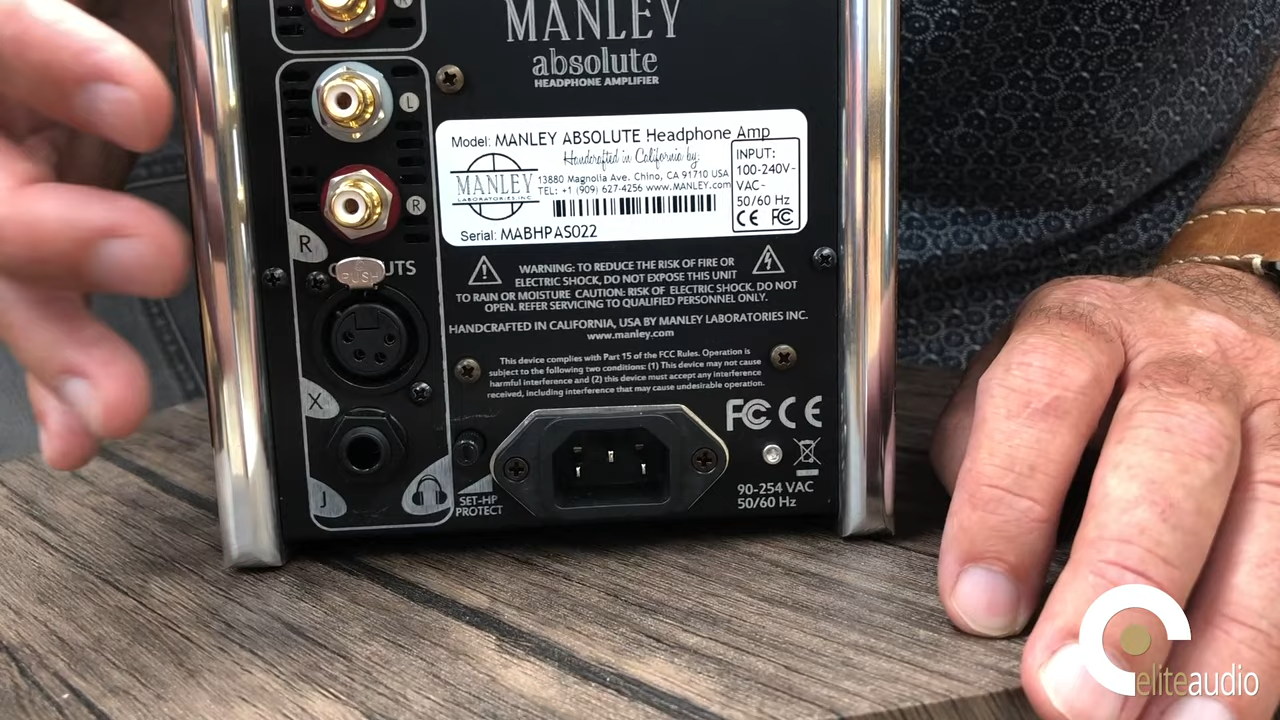 MANLEY
absolute
HEADPHONE AMPLIFIER
L
R
Model: MANLEY ABSOLUTE Headphone Amp
Handcrafted in California by:
MANLEY
LABORATORIES, INC.
13880 Magnolia Ave. Chino, CA 91710 USA
TEL: +1 (909) 627-4256 www.MANLEY.com
Serial: MABHPAS022
INPUT:
100-240V~
VAC~
50/60 Hz
CE FC
R
PUSH
UTS
X
J
WARNING: TO REDUCE THE RISK OF FIRE OR
ELECTRIC SHOCK, DO NOT EXPOSE THIS UNIT
TO RAIN OR MOISTURE CAUTION: RISK OF ELECTRIC SHOCK. DO NOT
OPEN. REFER SERVICING TO QUALIFIED PERSONNEL ONLY.
HANDCRAFTED IN CALIFORNIA, USA BY MANLEY LABORATORIES INC.
www.manley.com
This device complies with Part 15 of the FCC Rules. Operation is
subject to the following two conditions: (1) This device may not cause
harmful interference and (2) this device must accept any interference
received, including interference that may cause undesirable operation.
FC CE
SET-HP
PROTECT
90-254 VAC
50/60 Hz
eliteaudio